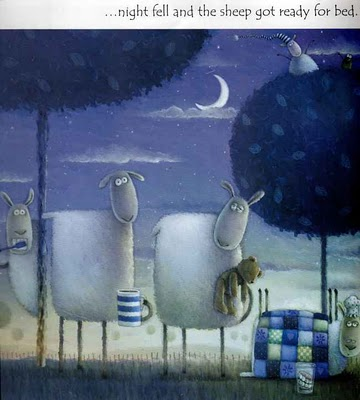 ...night fell and the sheep got ready for bed.